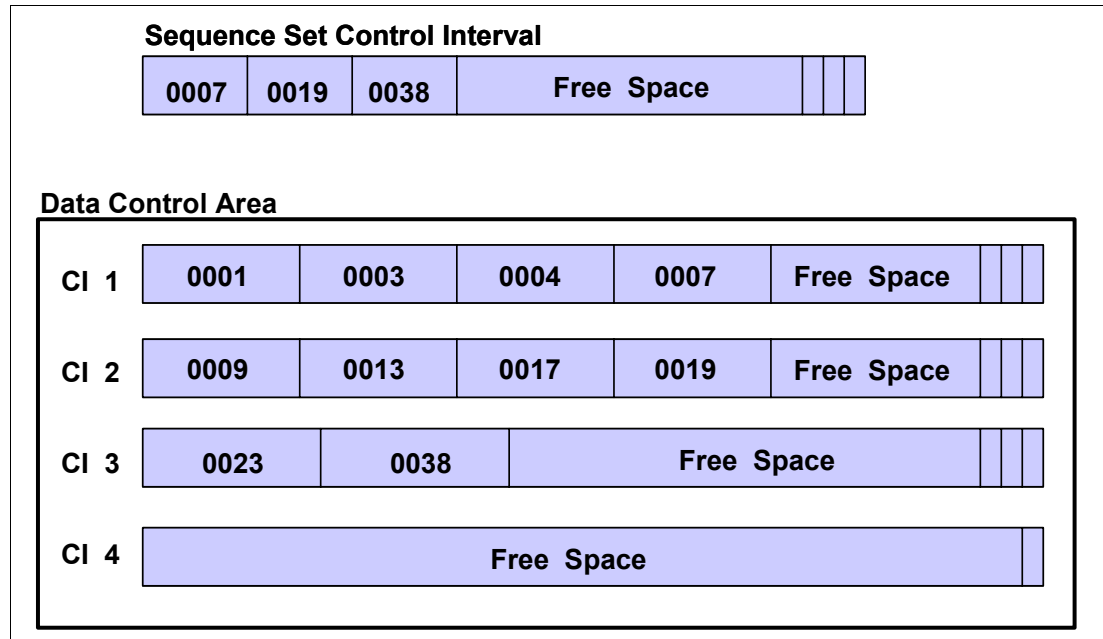 Sequence Set Control Interval
0007 0019 0038 Free Space
Data Control Area
CI 1 0001 0003 0004 0007 Free Space
CI 2 0009 0013 0017 0019 Free Space
CI 3 0023 0038 Free Space
CI 4 Free Space